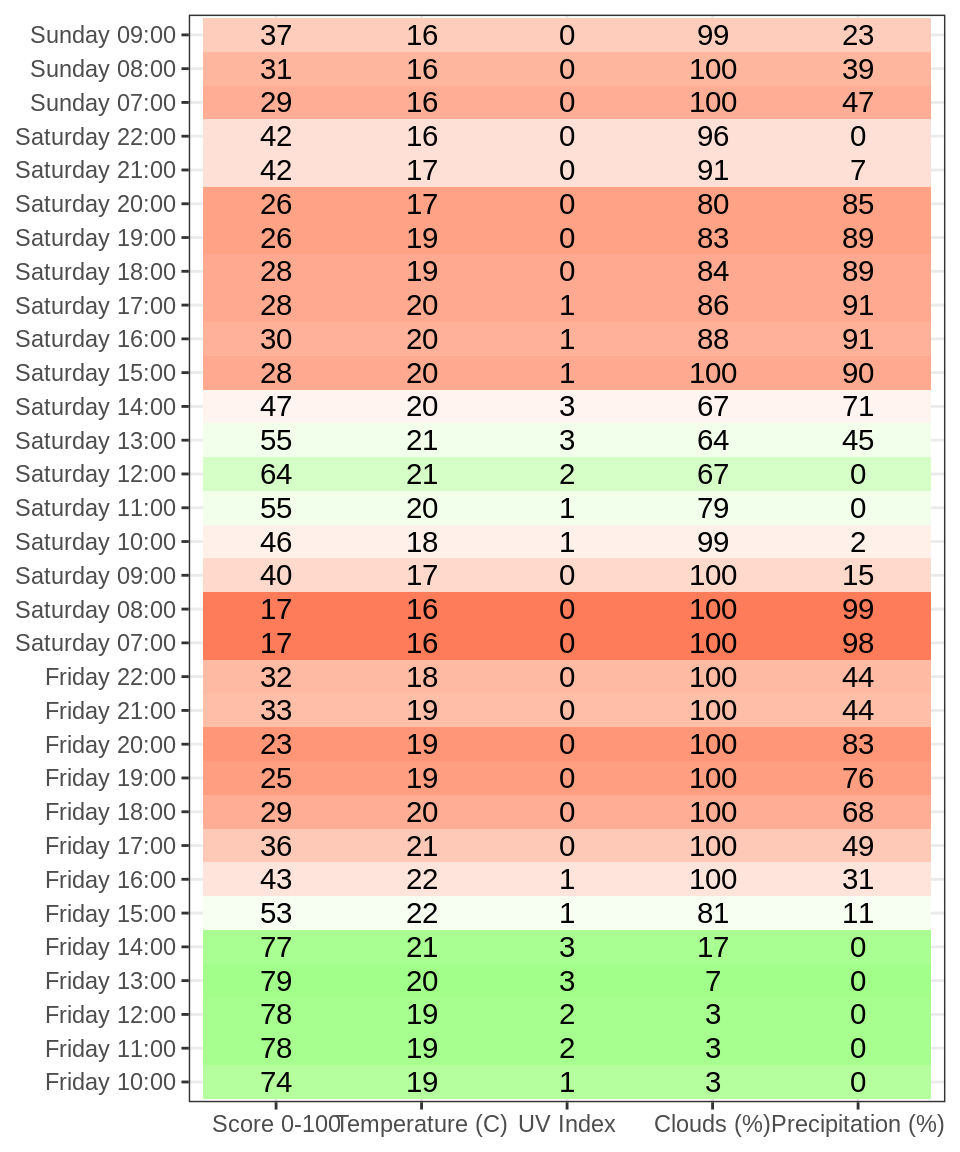 Sunday 09:00 37 16 0 99 23
Sunday 08:00 31 16 0 100 39
Sunday 07:00 29 16 0 100 47
Saturday 22:00 42 16 0 96 0
Saturday 21:00 42 17 0 91 7
Saturday 20:00 26 17 0 80 85
Saturday 19:00 26 19 0 83 89
Saturday 18:00 28 19 0 84 89
Saturday 17:00 28 20 1 86 91
Saturday 16:00 30 20 1 88 91
Saturday 15:00 28 20 1 100 90
Saturday 14:00 47 20 3 67 71
Saturday 13:00 55 21 3 64 45
Saturday 12:00 64 21 2 67 0
Saturday 11:00 55 20 1 79 0
Saturday 10:00 46 18 1 99 2
Saturday 09:00 40 17 0 100 15
Saturday 08:00 17 16 0 100 99
Saturday 07:00 17 16 0 100 98
Friday 22:00 32 18 0 100 44
Friday 21:00 33 19 0 100 44
Friday 20:00 23 19 0 100 83
Friday 19:00 25 19 0 100 76
Friday 18:00 29 20 0 100 68
Friday 17:00 36 21 0 100 49
Friday 16:00 43 22 1 100 31
Friday 15:00 53 22 1 81 11
Friday 14:00 77 21 3 17 0
Friday 13:00 79 20 3 7 0
Friday 12:00 78 19 2 3 0
Friday 11:00 78 19 2 3 0
Friday 10:00 74 19 1 3 0
Score 0-100 Temperature (C) UV Index Clouds (%) Precipitation (%)